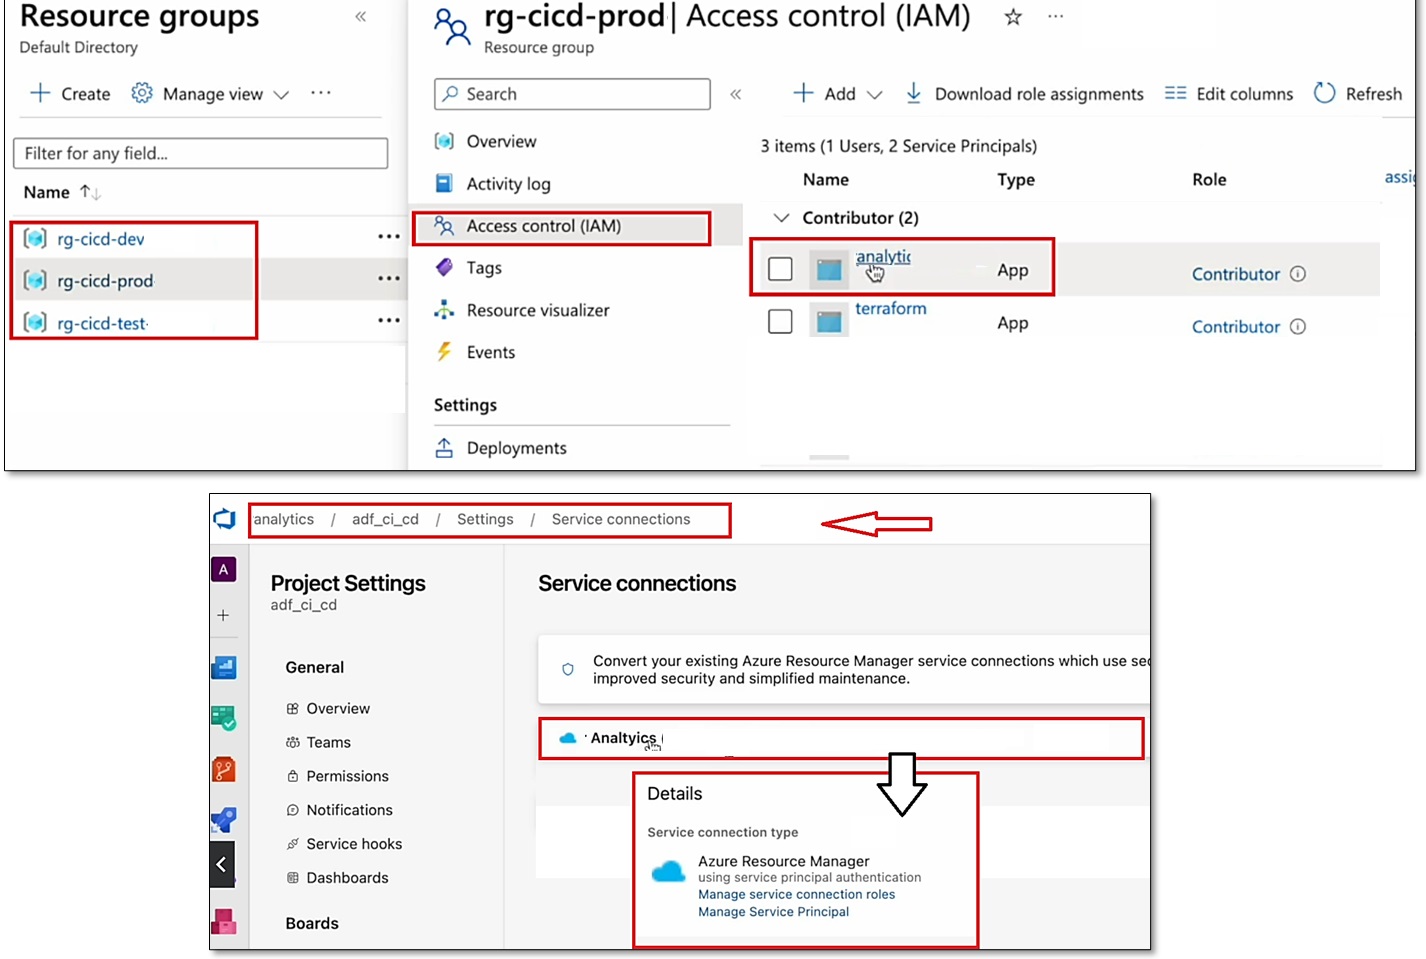 Resource groups
Default Directory
Create
Manage view
Filter for any field...
Name
rg-cicd-dev
rg-cicd-prod
rg-cicd-test
rg-cicd-prod | Access control (IAM)
Resource group
Search
Overview
Activity log
Access control (IAM)
Tags
Resource visualizer
Events
Settings
Deployments
Add
Download role assignments
Edit columns
Refresh
3 items (1 Users, 2 Service Principals)
Name Type Role
assig
Contributor (2)
analytic App Contributor
terraform App Contributor
analytics / adf_ci_cd / Settings / Service connections
A
Project Settings
adf_ci_cd
General
Overview
Teams
Permissions
Notifications
Service hooks
Dashboards
Boards
Service connections
Convert your existing Azure Resource Manager service connections which use sec
improved security and simplified maintenance.
Analtyics (
Details
Service connection type
Azure Resource Manager
using service principal authentication
Manage service connection roles
Manage Service Principal